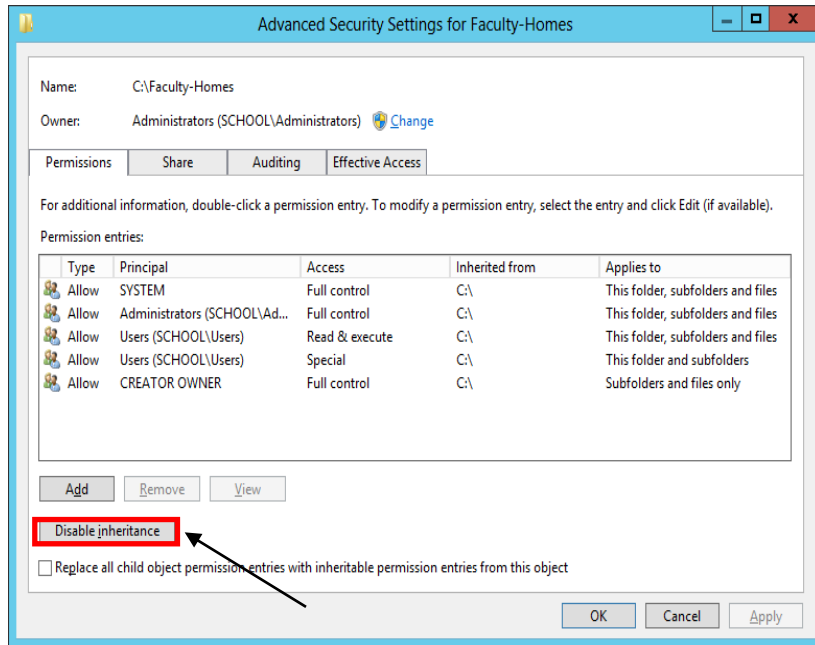 Advanced Security Settings for Faculty-Homes
Name: C:\Faculty-Homes
Owner: Administrators (SCHOOL\Administrators) Change
Permissions Share Auditing Effective Access
For additional information, double-click a permission entry. To modify a permission entry, select the entry and click Edit (if available).
Permission entries:
Type Principal Access Inherited from Applies to
Allow SYSTEM Full control C:\ This folder, subfolders and files
Allow Administrators (SCHOOL\Ad... Full control C:\ This folder, subfolders and files
Allow Users (SCHOOL\Users) Read & execute C:\ This folder, subfolders and files
Allow Users (SCHOOL\Users) Special C:\ This folder and subfolders
Allow CREATOR OWNER Full control C:\ Subfolders and files only
Add Remove View
Disable inheritance
Replace all child object permission entries with inheritable permission entries from this object
OK Cancel Apply